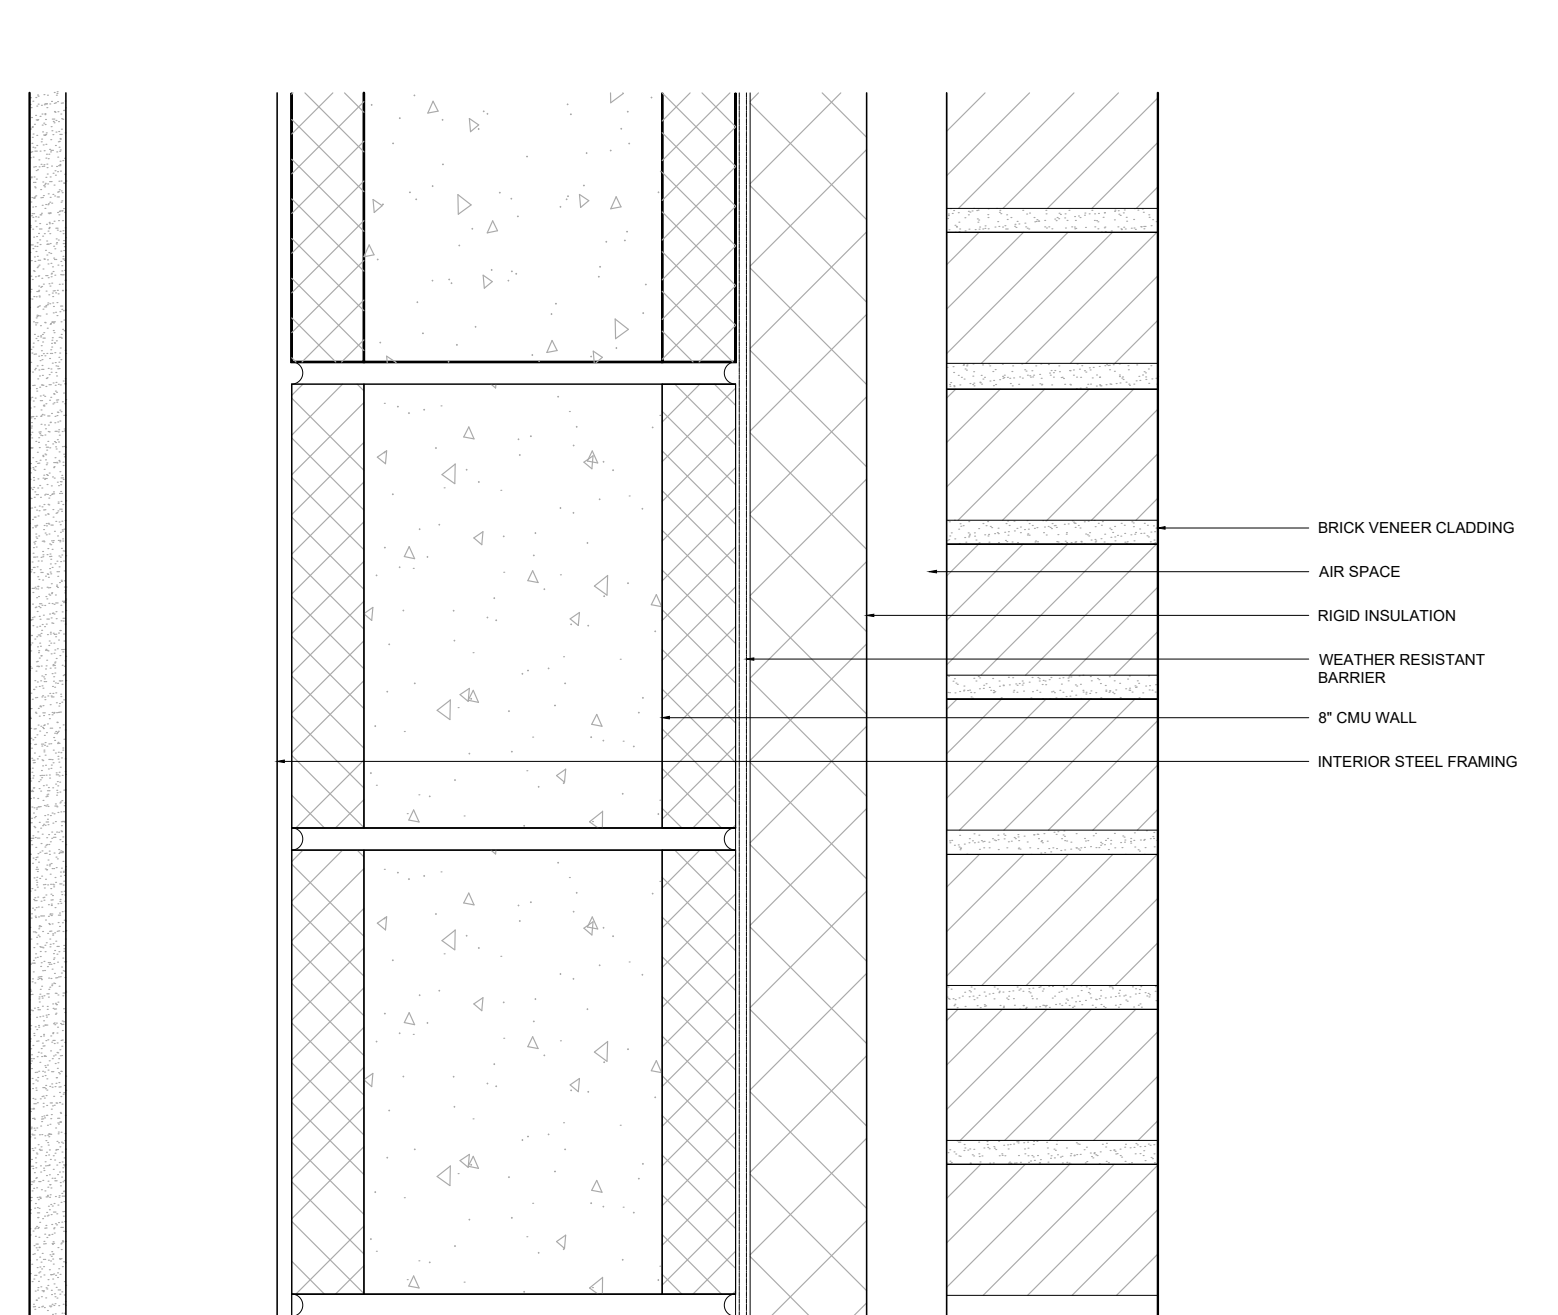 BRICK VENEER CLADDING
AIR SPACE
RIGID INSULATION
WEATHER RESISTANT
BARRIER
8" CMU WALL
INTERIOR STEEL FRAMING